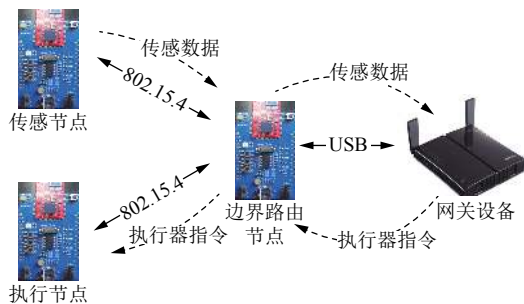 传感数据
802.15.4
传感节点
传感数据
USB
802.15.4
边界路由
节点
网关设备
执行器指令
执行器指令
执行节点